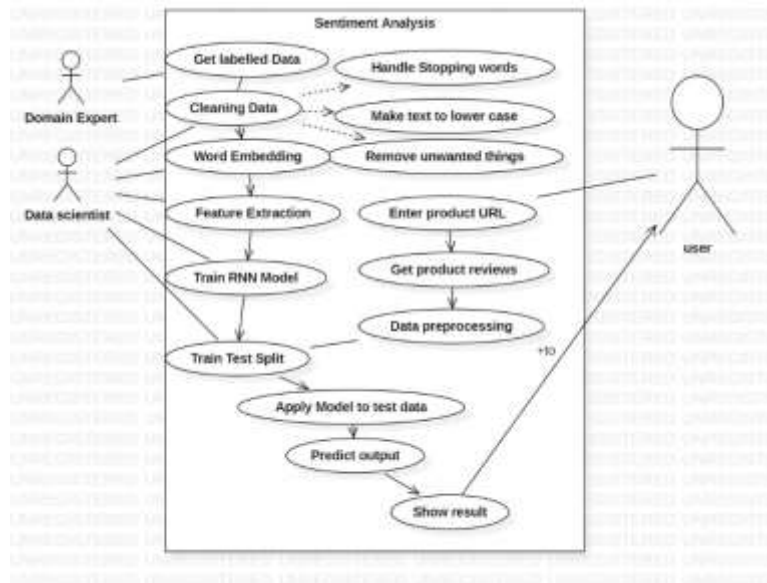 Sentiment Analysis
Get labelled Data
Handle Stopping words
Domain Expert
Cleaning Data
Make text to lower case
Word Embedding
Remove unwanted things
Data scientist
Feature Extraction
Enter product URL
user
Train RNN Model
Get product reviews
Data preprocessing
+to
Train Test Split
Apply Model to test data
Predict output
Show result